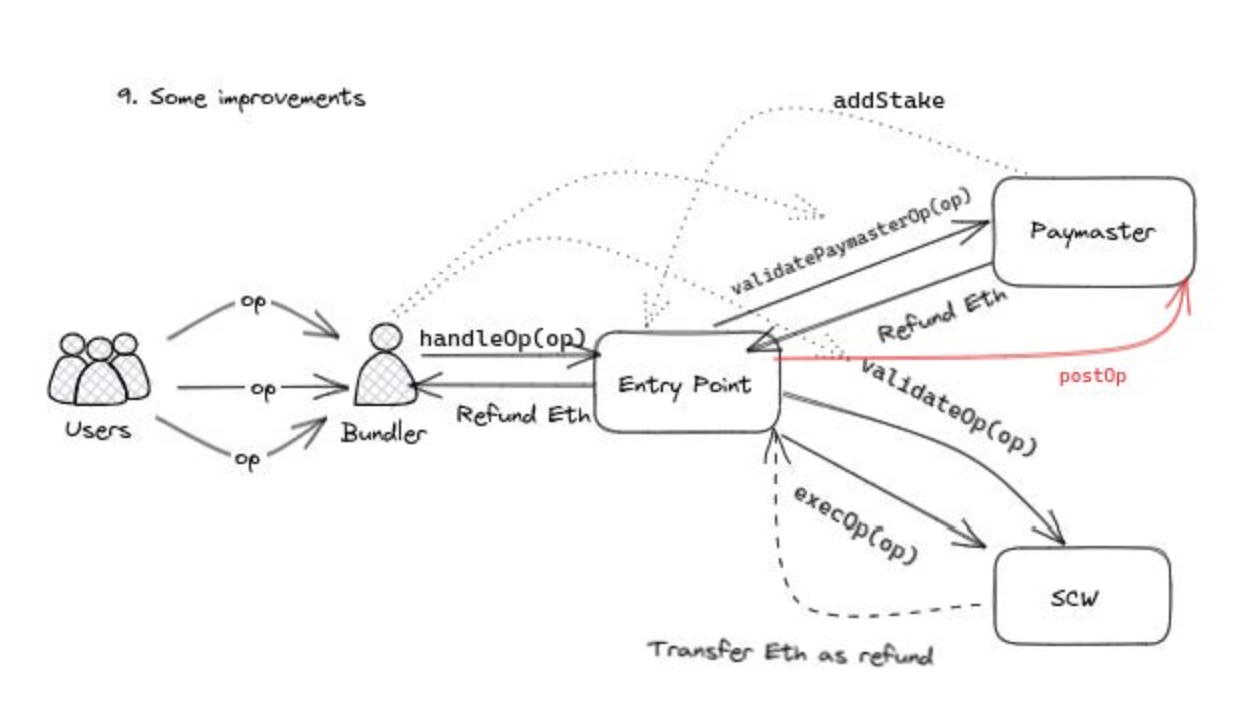 9. Some improvements
addStake
validatePaymasterOp(op)
Paymaster
Refund Eth
postOp
op
op
op
Users
Bundler
handleOp(op)
Refund Eth
Entry Point
validateOp(op)
execOp(op)
SCW
Transfer Eth as refund